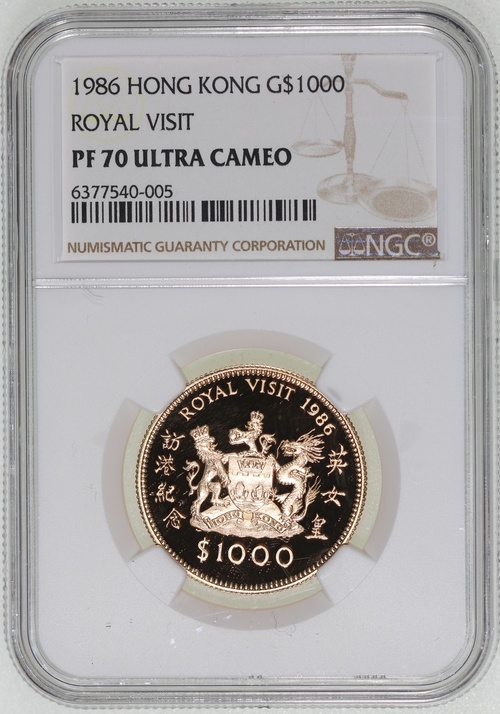 1986 HONG KONG G$1000
ROYAL VISIT
PF 70 ULTRA CAMEO
6377540-005
NUMISMATIC GUARANTY CORPORATION
NGC®
ROYAL VISIT 1986
英女皇
訪港紀念
HONG KONG
$1000